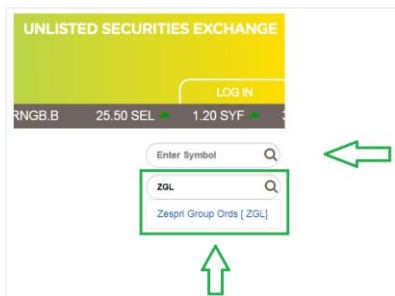 UNLISTED SECURITIES EXCHANGE
LOG IN
RNGB.B 25.50 SEL 1.20 SYF
Enter Symbol
ZGL
Zespri Group Ords [ ZGL]